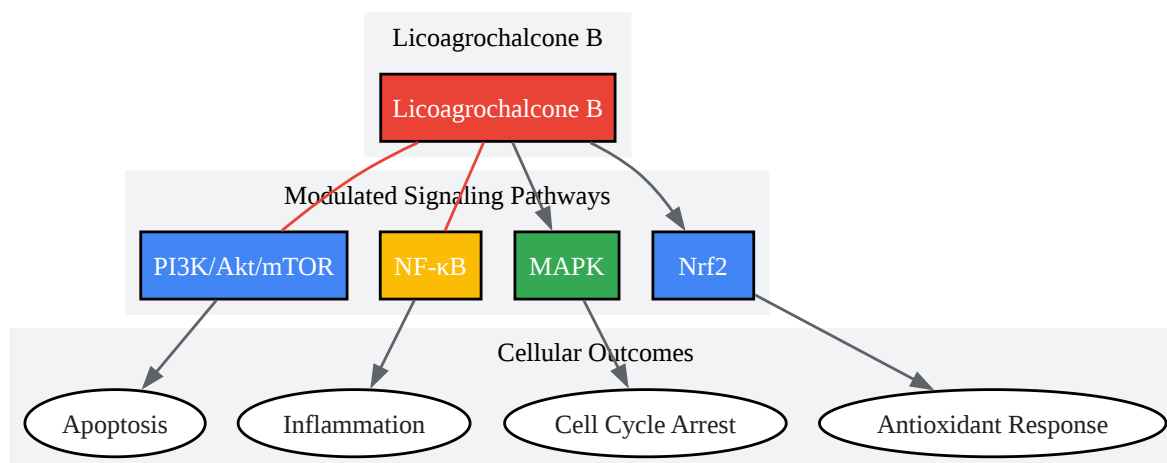 Licoagrochalcone B
Licoagrochalcone B
Modulated Signaling Pathways
PI3K/Akt/mTOR
NF-κB
MAPK
Nrf2
Cellular Outcomes
Apoptosis
Inflammation
Cell Cycle Arrest
Antioxidant Response